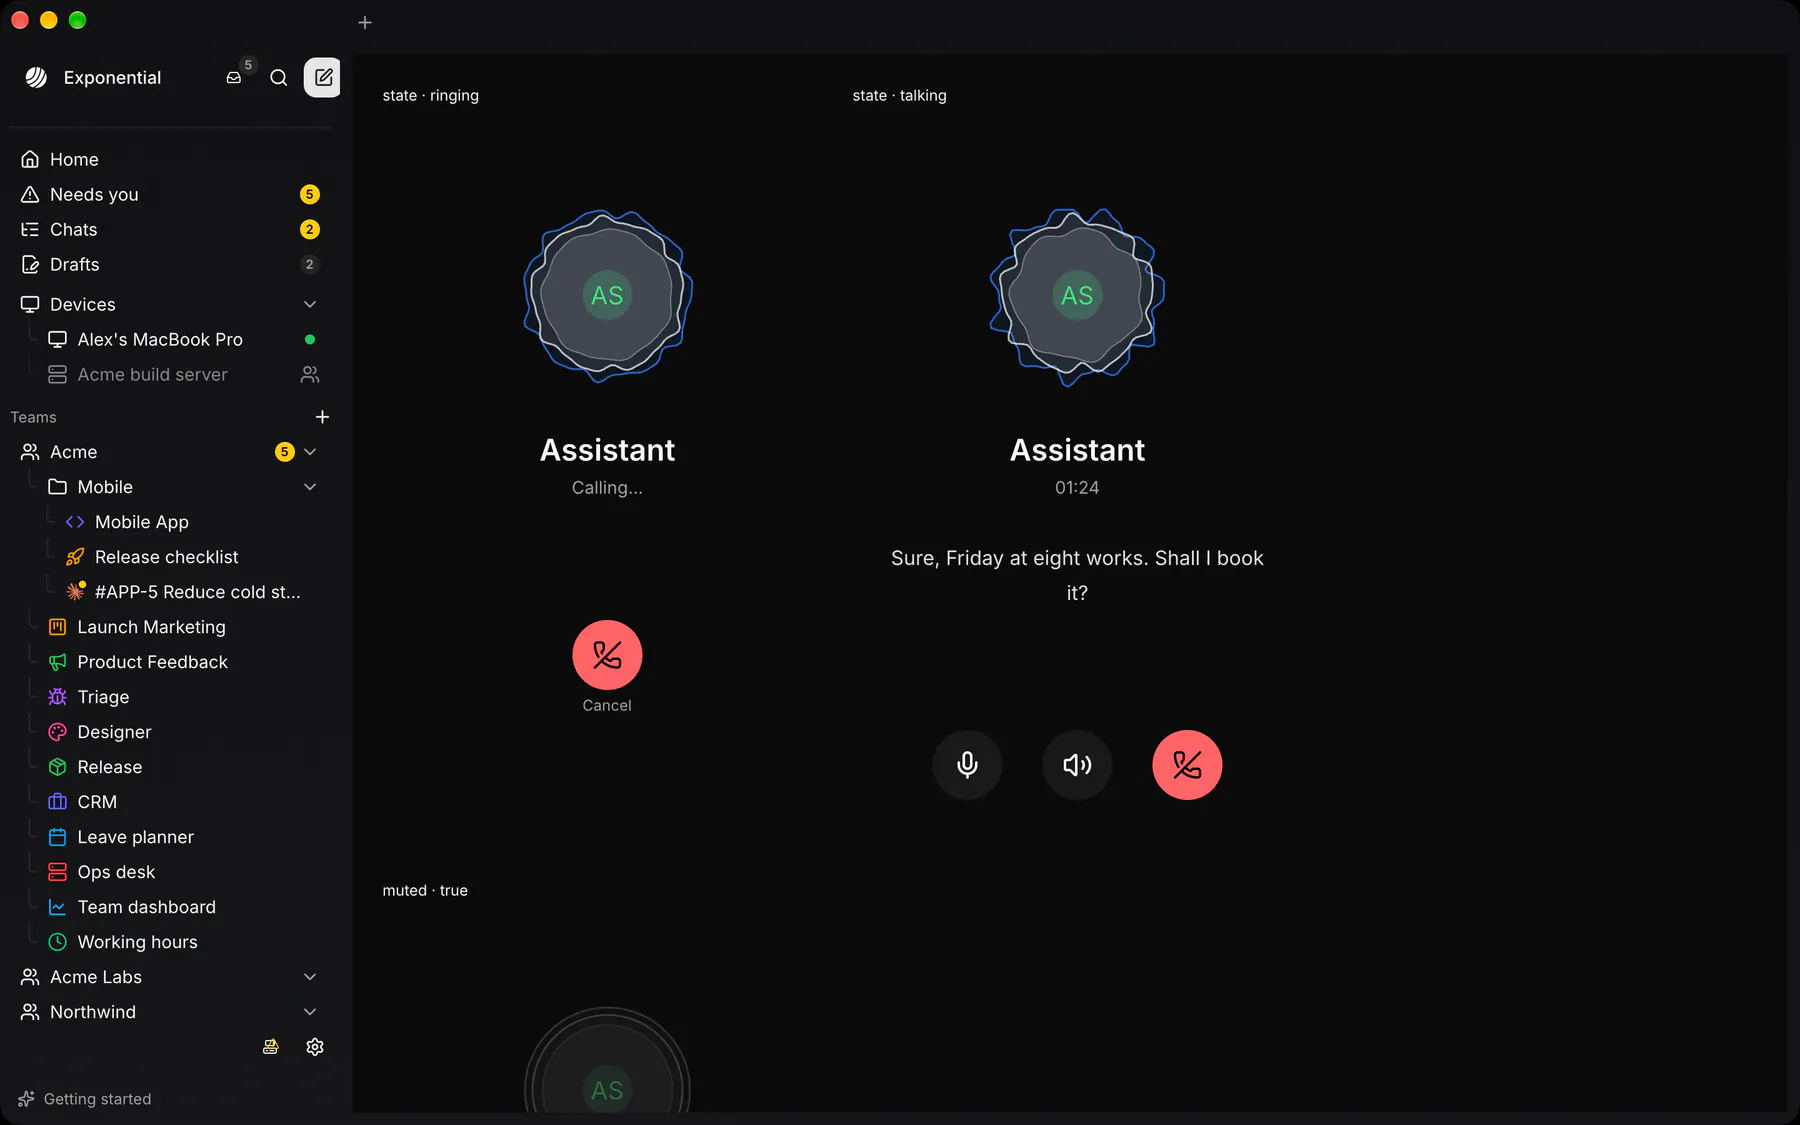 Exponential
5
Home
Needs you
5
Chats
2
Drafts
2
Devices
Alex's MacBook Pro
Acme build server
Teams
Acme
5
Mobile
Mobile App
Release checklist
#APP-5 Reduce cold st...
Launch Marketing
Product Feedback
Triage
Designer
Release
CRM
Leave planner
Ops desk
Team dashboard
Working hours
Acme Labs
Northwind
Getting started
state · ringing
AS
Assistant
Calling...
Cancel
state · talking
AS
Assistant
01:24
Sure, Friday at eight works. Shall I book
it?
muted · true
AS